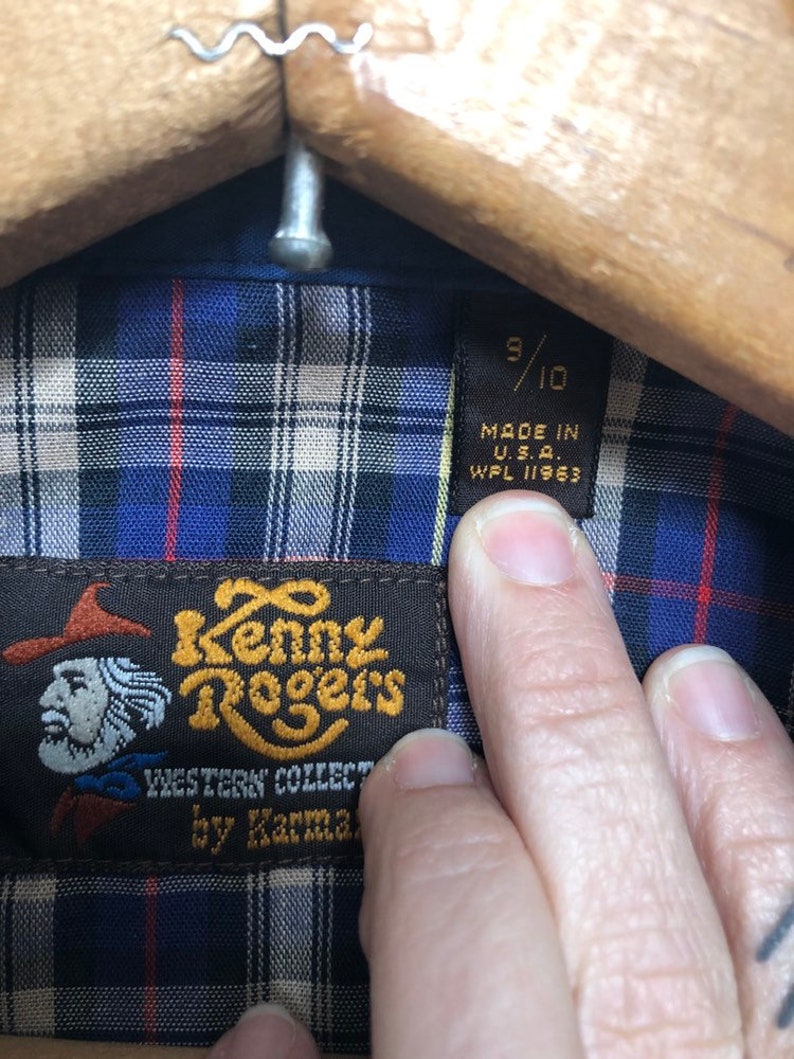 9/10
MADE IN
U.S.A.
WPL 11963
Kenny
Rogers
WESTERN COLLECT
by Karma